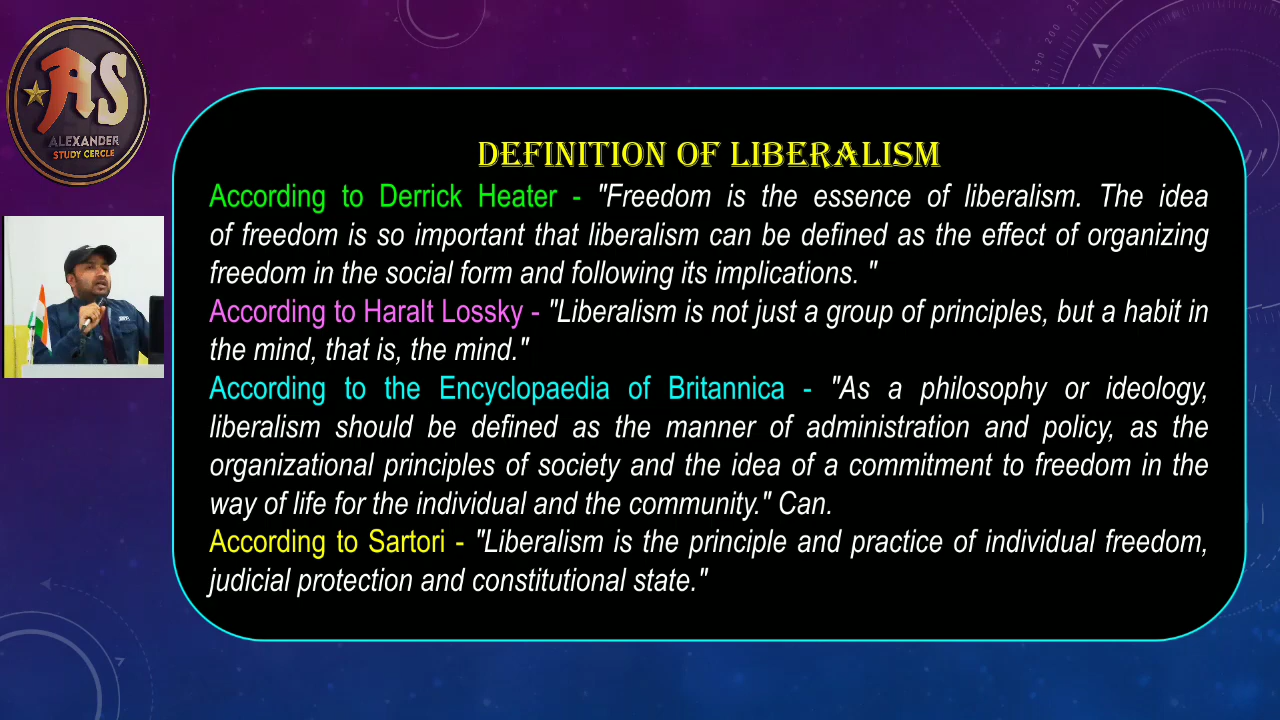 AS
ALEXANDER
STUDY CERCLE
190 200
DEFINITION OF LIBERALISM
According to Derrick Heater - "Freedom is the essence of liberalism. The idea
of freedom is so important that liberalism can be defined as the effect of organizing
freedom in the social form and following its implications. "
According to Haralt Lossky - "Liberalism is not just a group of principles, but a habit in
the mind, that is, the mind."
According to the Encyclopaedia of Britannica - "As a philosophy or ideology,
liberalism should be defined as the manner of administration and policy, as the
organizational principles of society and the idea of a commitment to freedom in the
way of life for the individual and the community." Can.
According to Sartori - "Liberalism is the principle and practice of individual freedom,
judicial protection and constitutional state."